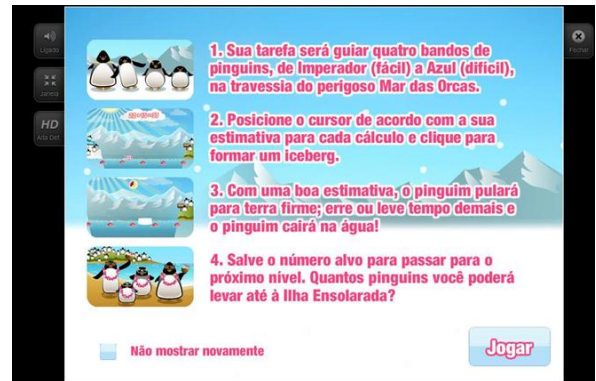 Ligado
Fechar
Janela
HD
Alta Def.
1. Sua tarefa será guiar quatro bandos de
pinguins, de Imperador (fácil) a Azul (difícil),
na travessia do perigoso Mar das Orcas.
2. Posicione o cursor de acordo com a sua
estimativa para cada cálculo e clique para
formar um iceberg.
3. Com uma boa estimativa, o pinguim pulará
para terra firme; erre ou leve tempo demais e
o pinguim cairá na água!
4. Salve o número alvo para passar para o
próximo nível. Quantos pinguins você poderá
levar até à Ilha Ensolarada?
Não mostrar novamente
Jogar